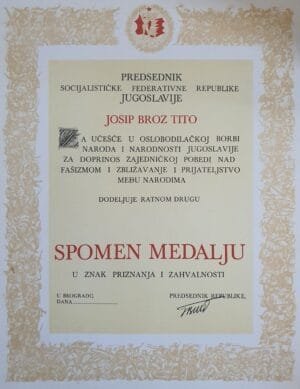 PREDSEDNIK
SOCIJALISTIČKE FEDERATIVNE REPUBLIKE
JUGOSLAVIJE
JOSIP BROZ TITO
ZA UČEŠĆE U OSLOBODILAČKOJ BORBI
NARODA I NARODNOSTI JUGOSLAVIJE
ZA DOPRINOS ZAJEDNIČKOJ POBEDI NAD
FAŠIZMOM I ZBLIŽAVANJE I PRIJATELJSTVO
MEĐU NARODIMA
DODELJUJE RATNOM DRUGU
SPOMEN MEDALJU
U ZNAK PRIZNANJA I ZAHVALNOSTI
U BEOGRADU,
DANA
PREDSEDNIK REPUBLIKE,